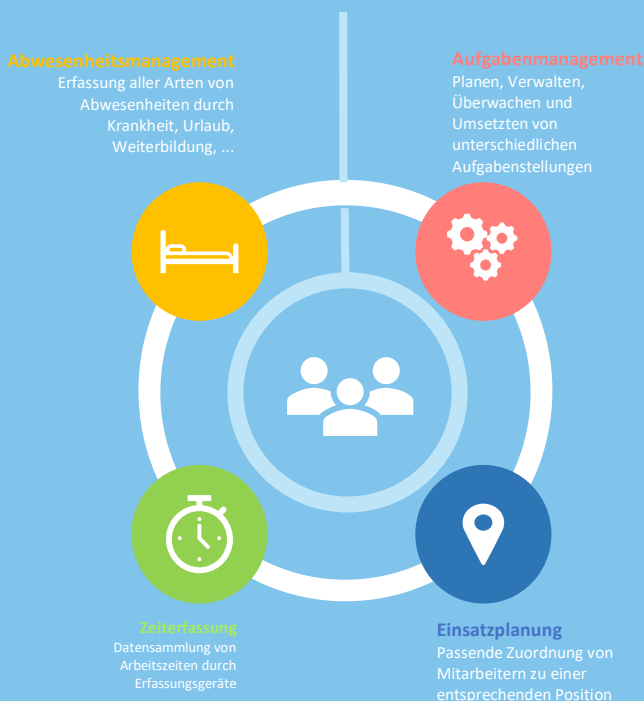 Abwesenheitsmanagement
Erfassung aller Arten von
Abwesenheiten durch
Krankheit, Urlaub,
Weiterbildung, ...
Aufgabenmanagement
Planen, Verwalten,
Überwachen und
Umsetzten von
unterschiedlichen
Aufgabenstellungen
Zeiterfassung
Datensammlung von
Arbeitszeiten durch
Erfassungsgeräte
Einsatzplanung
Passende Zuordnung von
Mitarbeitern zu einer
entsprechenden Position